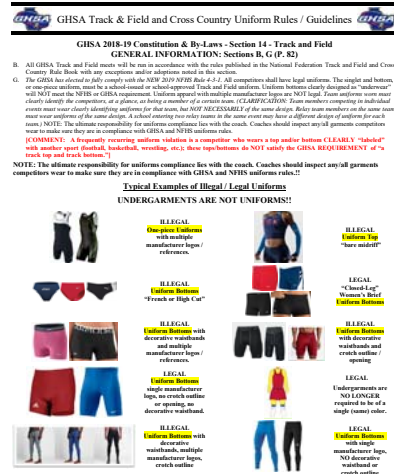 GHSA
GHSA Track & Field and Cross Country Uniform Rules / Guidelines
GHSA
GHSA 2018-19 Constitution & By-Laws - Section 14 - Track and Field
GENERAL INFORMATION: Sections B, G (P. 82)
B. All GHSA Track and Field meets will be run in accordance with the rules published in the National Federation Track and Field and Cross
Country Rule Book with any exceptions and/or adoptions noted in this section.
G. The GHSA has elected to fully comply with the NEW 2019 NFHS Rule 4-3-1. All competitors shall have legal uniforms. The singlet and bottom,
or one-piece uniform, must be a school-issued or school-approved Track and Field uniform. Uniform bottoms clearly designed as "underwear"
will NOT meet the NFHS or GHSA requirement. Uniform apparel with multiple manufacturer logos are NOT legal. Team uniforms worn must
clearly identify the competitors, at a glance, as being a member of a certain team. (CLARIFICATION: Team members competing in individual
events must wear clearly identifying uniforms for that team, but NOT NECESSARILY of the same design. Relay team members on the same team
must wear uniforms of the same design. A school entering two relay teams in the same event may have a different design of uniform for each
team.) NOTE: The ultimate responsibility for uniforms compliance lies with the coach. Coaches should inspect any/all garments competitors
wear to make sure they are in compliance with GHSA and NFHS uniforms rules.
[COMMENT: A frequently recurring uniform violation is a competitor who wears a top and/or bottom CLEARLY "labeled"
with another sport (football, basketball, wrestling, etc.); these tops/bottoms do NOT satisfy the GHSA REQUIREMENT of "a
track top and track bottom."]
NOTE: The ultimate responsibility for uniforms compliance lies with the coach. Coaches should inspect any/all garments
competitors wear to make sure they are in compliance with GHSA and NFHS uniforms rules.!!
Typical Examples of Illegal / Legal Uniforms
UNDERGARMENTS ARE NOT UNIFORMS!!
ILLEGAL
One-piece Uniforms
with
multiple
manufacturer logos /
references.
ILLEGAL
Uniform Top
"bare midriff"
ILLEGAL
Uniform Bottoms
"French or High Cut"
LEGAL
"Closed-Leg"
Women's Brief
Uniform Bottoms
ILLEGAL
Uniform Bottoms with
decorative waistbands
and multiple
manufacturer logos /
references.
ILLEGAL
Uniform Bottoms
with decorative
waistbands and
crotch outline /
opening
LEGAL
Uniform Bottoms
single manufacturer
logo, no crotch outline
or opening, no
decorative waistband.
LEGAL
Undergarments are
NO LONGER
required to be of a
single (same) color.
ILLEGAL
Uniform Bottoms with
decorative
waistbands, multiple
manufacturer logos,
crotch outline
LEGAL
Uniform Bottoms
with single
manufacturer logo,
NO decorative
waistband or
crotch outline